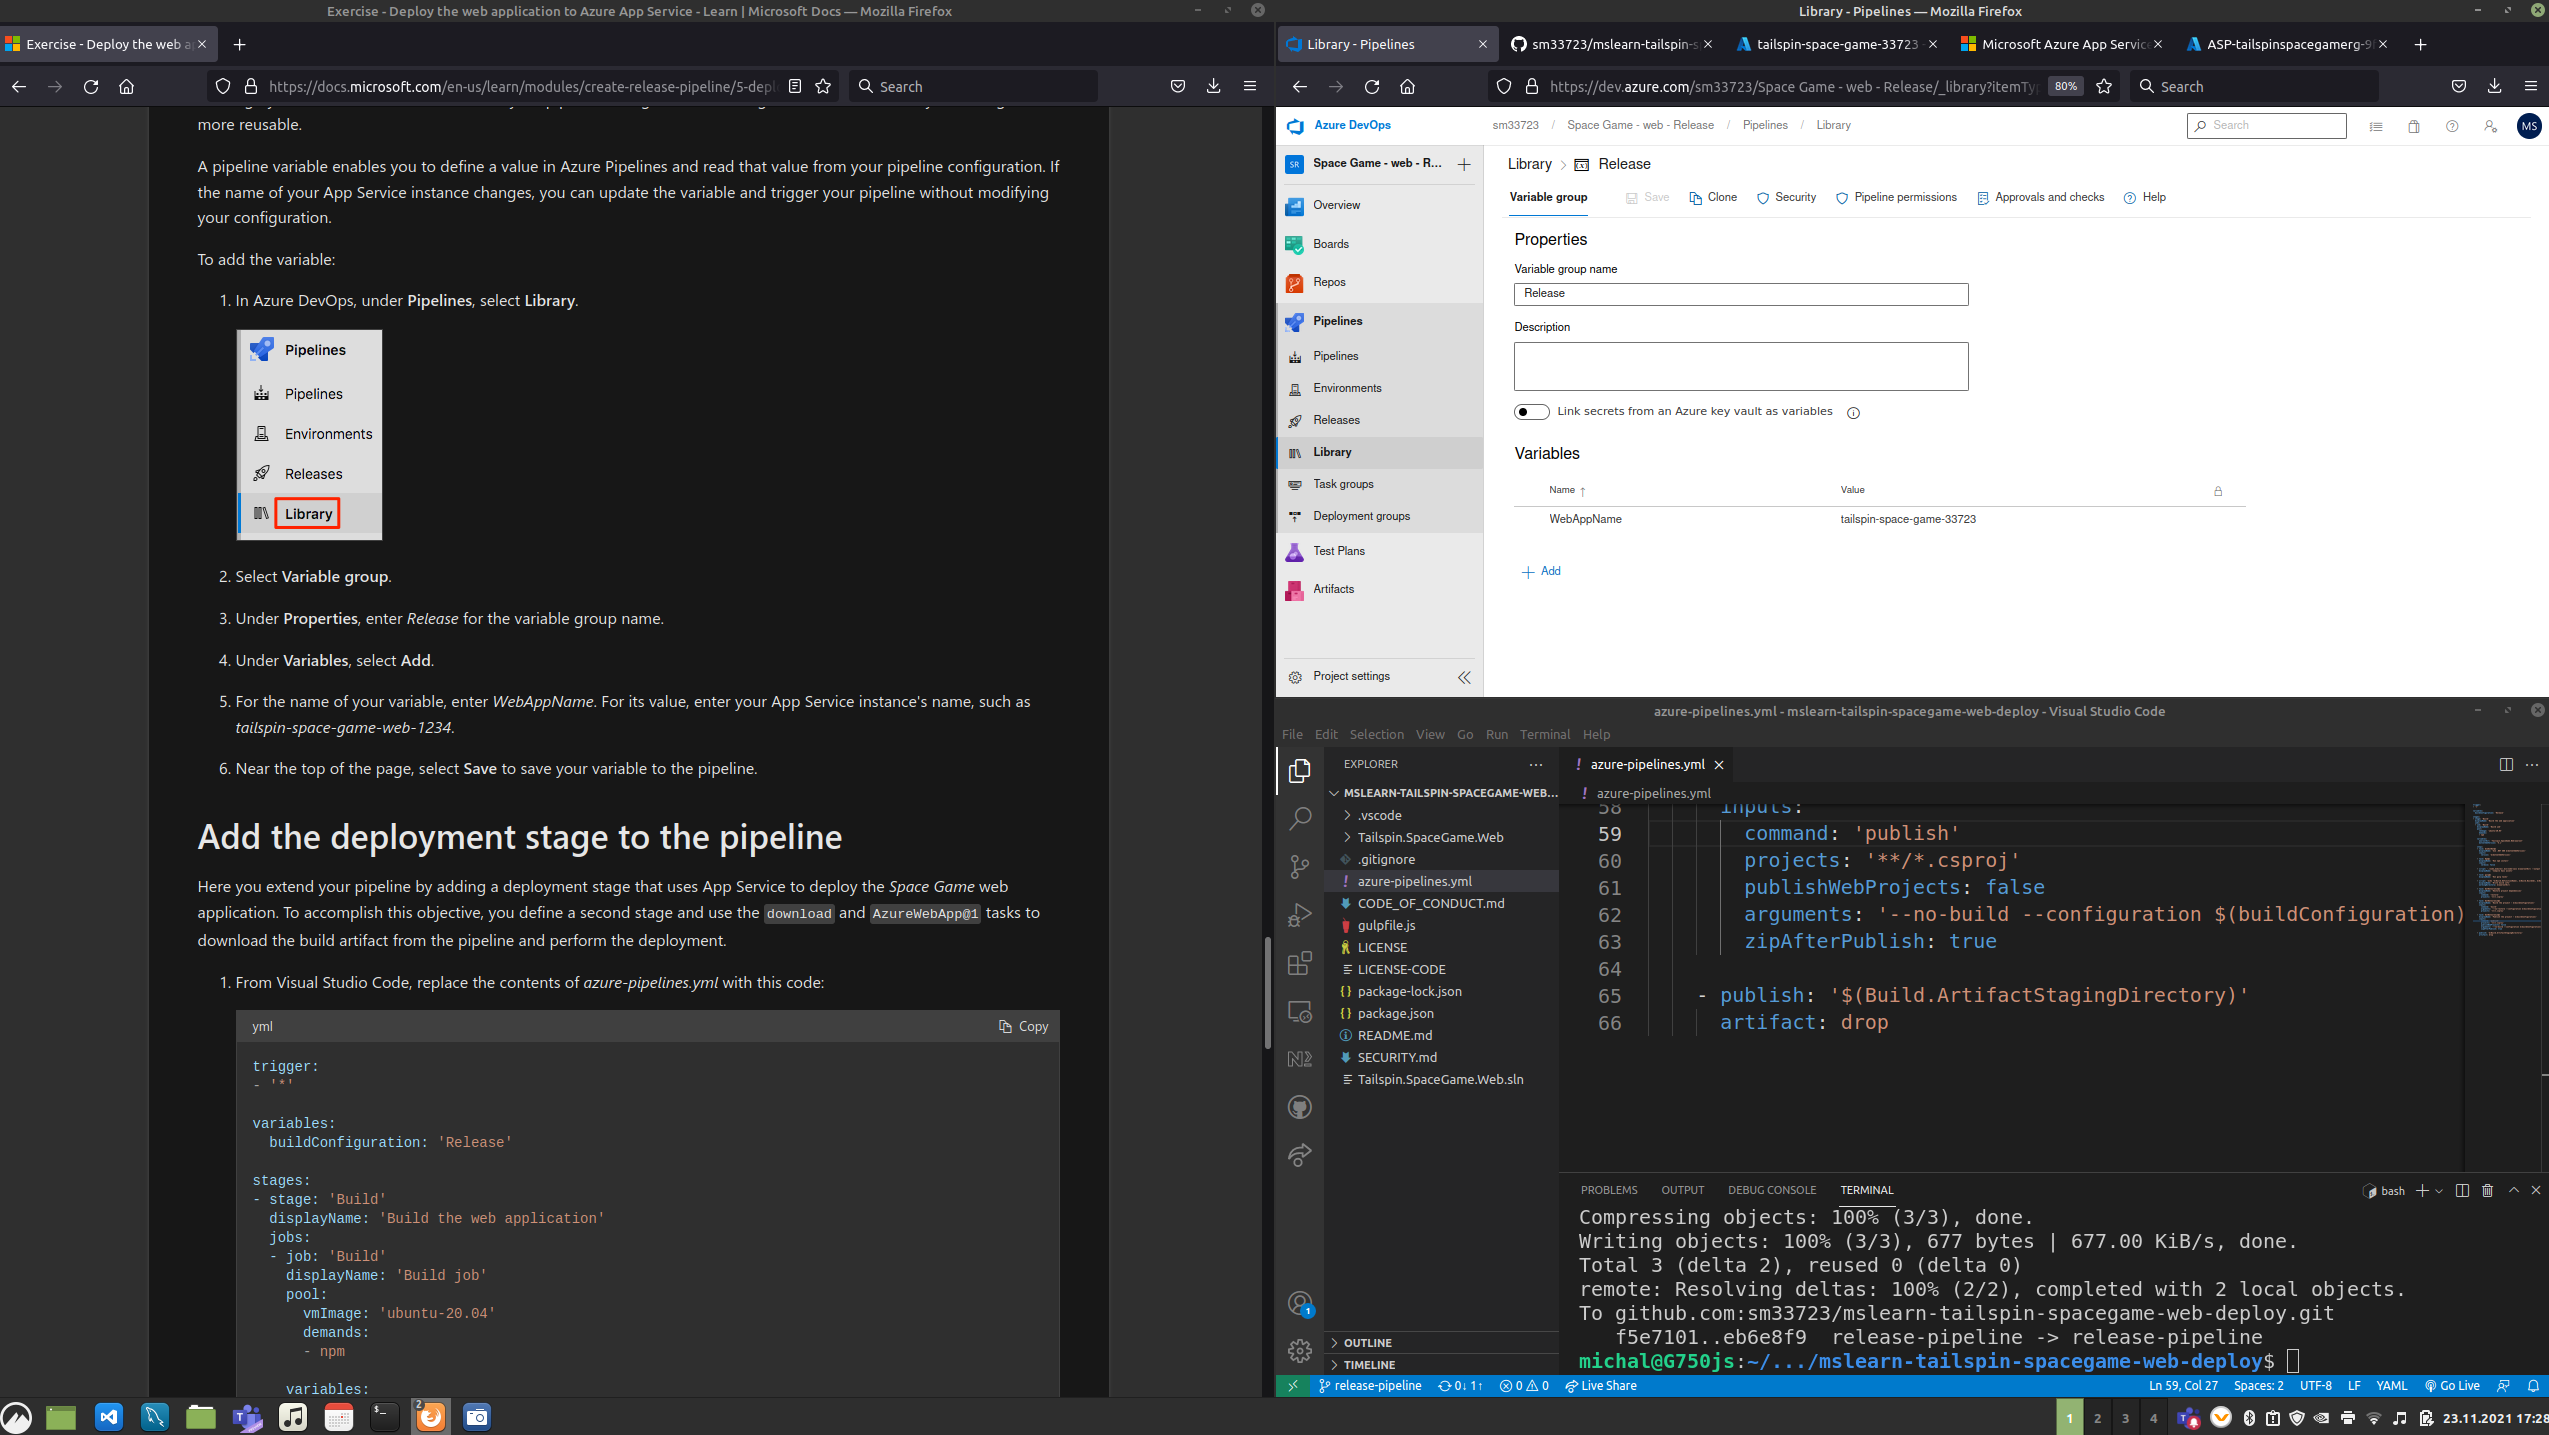 Exercise - Deploy the web application to Azure App Service - Learn | Microsoft Docs — Mozilla Firefox
Exercise - Deploy the web a
https://docs.microsoft.com/en-us/learn/modules/create-release-pipeline/5-depl
Search
more reusable.
A pipeline variable enables you to define a value in Azure Pipelines and read that value from your pipeline configuration. If
the name of your App Service instance changes, you can update the variable and trigger your pipeline without modifying
your configuration.
To add the variable:
1. In Azure DevOps, under Pipelines, select Library.
Pipelines
Pipelines
Environments
Releases
Library
2. Select Variable group.
3. Under Properties, enter Release for the variable group name.
4. Under Variables, select Add.
5. For the name of your variable, enter WebAppName. For its value, enter your App Service instance's name, such as
tailspin-space-game-web-1234.
6. Near the top of the page, select Save to save your variable to the pipeline.
Add the deployment stage to the pipeline
Here you extend your pipeline by adding a deployment stage that uses App Service to deploy the Space Game web
application. To accomplish this objective, you define a second stage and use the download and AzureWebApp@1 tasks to
download the build artifact from the pipeline and perform the deployment.
1. From Visual Studio Code, replace the contents of azure-pipelines.yml with this code:
yml
Copy
trigger:
- '*'
variables:
buildConfiguration: 'Release'
stages:
- stage: 'Build'
displayName: 'Build the web application'
jobs:
- job: 'Build'
displayName: 'Build job'
pool:
vmImage: 'ubuntu-20.04'
demands:
- npm
variables:
Library - Pipelines — Mozilla Firefox
Library - Pipelines
sm33723/mslearn-tailspin-s
tailspin-space-game-33723
Microsoft Azure App Service
ASP-tailspinspacegamerg-9
https://dev.azure.com/sm33723/Space Game - web - Release/_library?itemTyp
80%
Search
Azure DevOps
sm33723 / Space Game - web - Release / Pipelines / Library
Search
MS
SR
Space Game - web - R...
Overview
Boards
Repos
Pipelines
Pipelines
Environments
Releases
Library
Task groups
Deployment groups
Test Plans
Artifacts
Project settings
Library > Release
Variable group
Save
Clone
Security
Pipeline permissions
Approvals and checks
Help
Properties
Variable group name
Release
Description
Link secrets from an Azure key vault as variables
Variables
Name
Value
WebAppName
tailspin-space-game-33723
Add
azure-pipelines.yml - mslearn-tailspin-spacegame-web-deploy - Visual Studio Code
File Edit Selection View Go Run Terminal Help
EXPLORER
MSLEARN-TAILSPIN-SPACEGAME-WEB...
.vscode
Tailspin.SpaceGame.Web
.gitignore
azure-pipelines.yml
CODE_OF_CONDUCT.md
gulpfile.js
LICENSE
LICENSE-CODE
package-lock.json
package.json
README.md
SECURITY.md
Tailspin.SpaceGame.Web.sln
OUTLINE
TIMELINE
azure-pipelines.yml
azure-pipelines.yml
58 inputs:
59 command: 'publish'
60 projects: '**/*.csproj'
61 publishWebProjects: false
62 arguments: '--no-build --configuration $(buildConfiguration)
63 zipAfterPublish: true
64
65 - publish: '$(Build.ArtifactStagingDirectory)'
66 artifact: drop
PROBLEMS OUTPUT DEBUG CONSOLE TERMINAL
bash
Compressing objects: 100% (3/3), done.
Writing objects: 100% (3/3), 677 bytes | 677.00 KiB/s, done.
Total 3 (delta 2), reused 0 (delta 0)
remote: Resolving deltas: 100% (2/2), completed with 2 local objects.
To github.com:sm33723/mslearn-tailspin-spacegame-web-deploy.git
f5e7101..eb6e8f9 release-pipeline -> release-pipeline
michal@G750js:~/.../mslearn-tailspin-spacegame-web-deploy$
1
release-pipeline
0↓ 1↑
0 0
Live Share
Ln 59, Col 27
Spaces: 2
UTF-8
LF
YAML
Go Live
2
1 2 3 4
23.11.2021 17:28